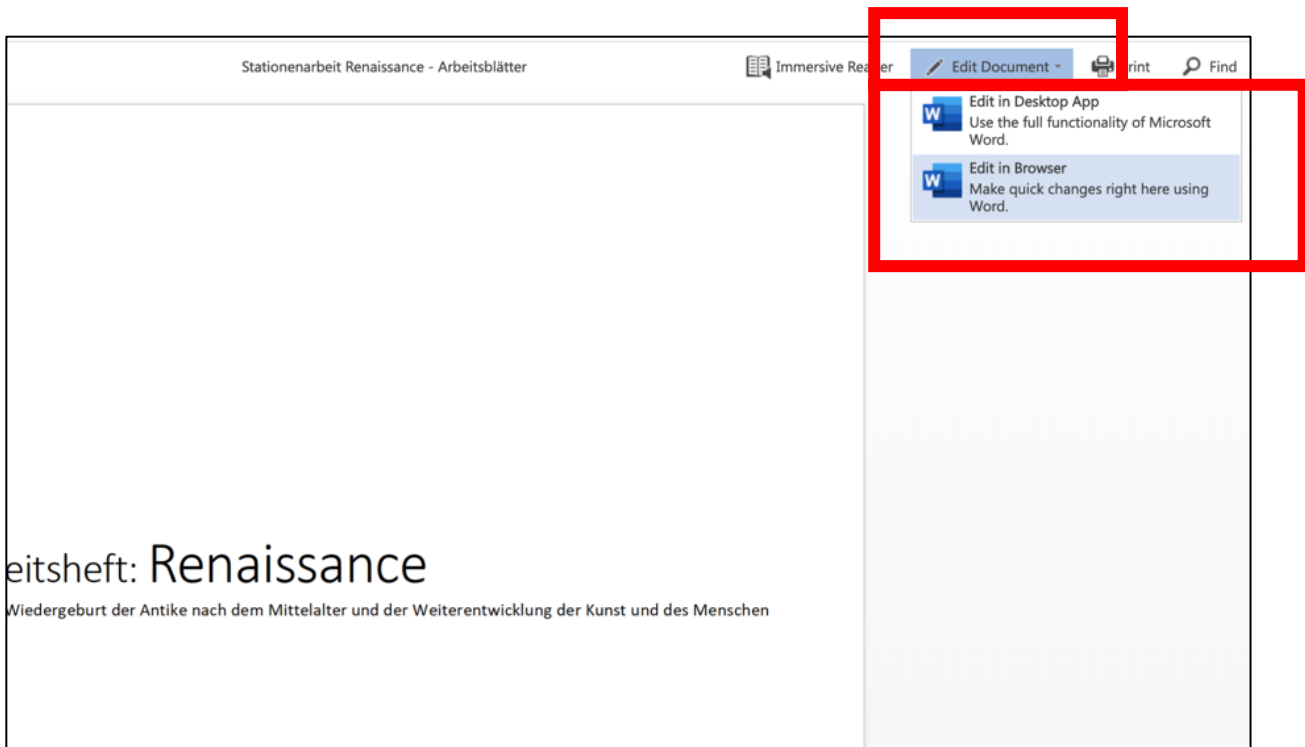 Stationenarbeit Renaissance - Arbeitsblätter
Immersive Reader
Edit Document
Print
Find
Edit in Desktop App
Use the full functionality of Microsoft
Word.
Edit in Browser
Make quick changes right here using
Word.
eitsheft: Renaissance
Wiedergeburt der Antike nach dem Mittelalter und der Weiterentwicklung der Kunst und des Menschen